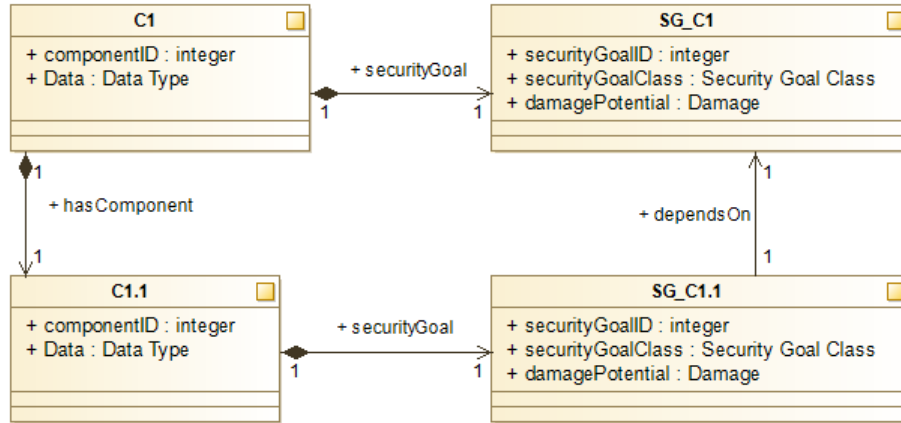 C1
+ componentID : integer
+ Data : Data Type
+ securityGoal
1
1
SG_C1
+ securityGoalID : integer
+ securityGoalClass : Security Goal Class
+ damagePotential : Damage
1
+ hasComponent
1
1
+ dependsOn
1
C1.1
+ componentID : integer
+ Data : Data Type
+ securityGoal
1
1
SG_C1.1
+ securityGoalID : integer
+ securityGoalClass : Security Goal Class
+ damagePotential : Damage